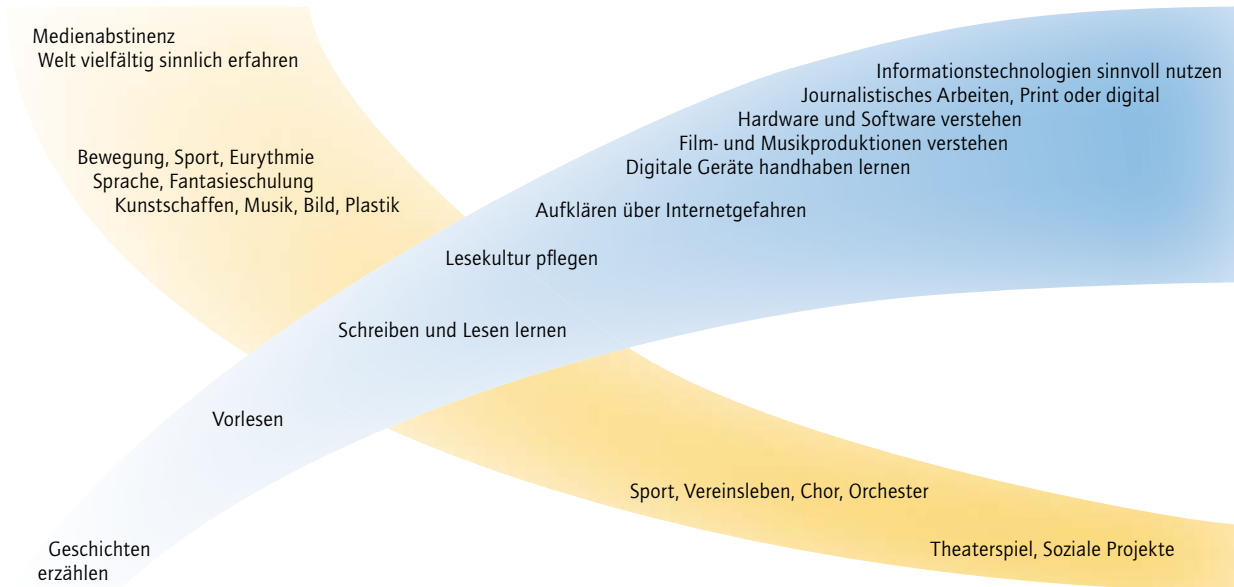 Medienabstinenz
Welt vielfältig sinnlich erfahren
Informationstechnologien sinnvoll nutzen
Journalistisches Arbeiten, Print oder digital
Hardware und Software verstehen
Film- und Musikproduktionen verstehen
Digitale Geräte handhaben lernen
Bewegung, Sport, Eurythmie
Sprache, Fantasieschulung
Kunstschaffen, Musik, Bild, Plastik
Aufklären über Internetgefahren
Lesekultur pflegen
Schreiben und Lesen lernen
Vorlesen
Sport, Vereinsleben, Chor, Orchester
Geschichten
erzählen
Theaterspiel, Soziale Projekte